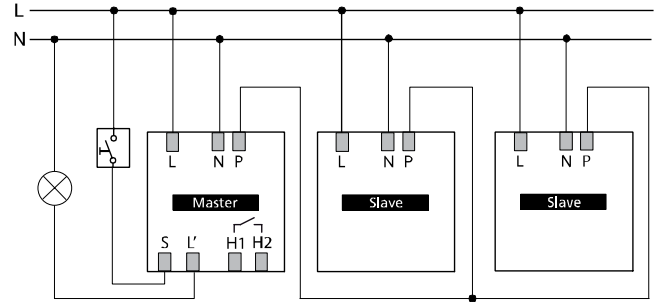 L
N
L N P L N P L N P
Master Slave Slave
S L' H1 H2